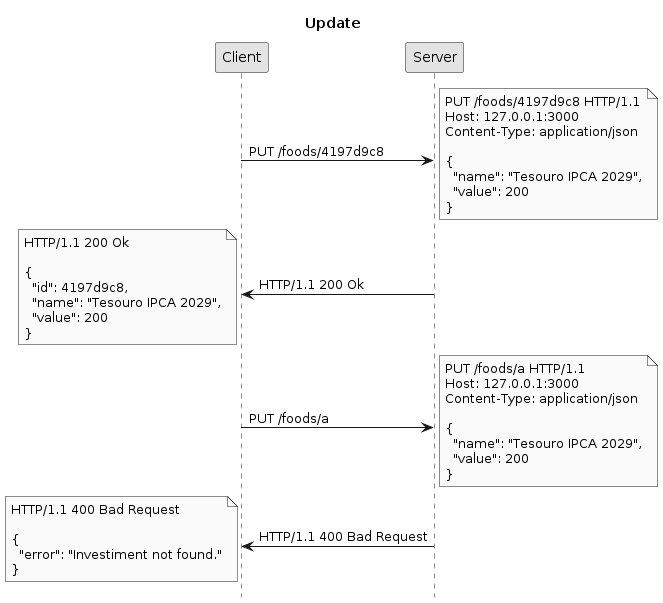 Update
Client
Server
PUT /foods/4197d9c8
PUT /foods/4197d9c8 HTTP/1.1
Host: 127.0.0.1:3000
Content-Type: application/json
{
"name": "Tesouro IPCA 2029",
"value": 200
}
HTTP/1.1 200 Ok
{
"id": 4197d9c8,
"name": "Tesouro IPCA 2029",
"value": 200
}
HTTP/1.1 200 Ok
PUT /foods/a
PUT /foods/a HTTP/1.1
Host: 127.0.0.1:3000
Content-Type: application/json
{
"name": "Tesouro IPCA 2029",
"value": 200
}
HTTP/1.1 400 Bad Request
{
"error": "Investiment not found."
}
HTTP/1.1 400 Bad Request